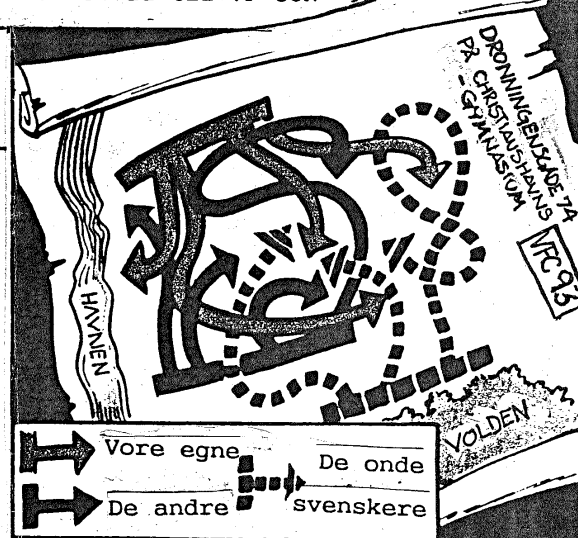 DRONNINGENSGADE 74
PÅ CHRISTIANSHAVNS
- GYMNASIUM
VFC 93
HAVNEN
VOLDEN
Vore egne
De andre
De onde
svenskere